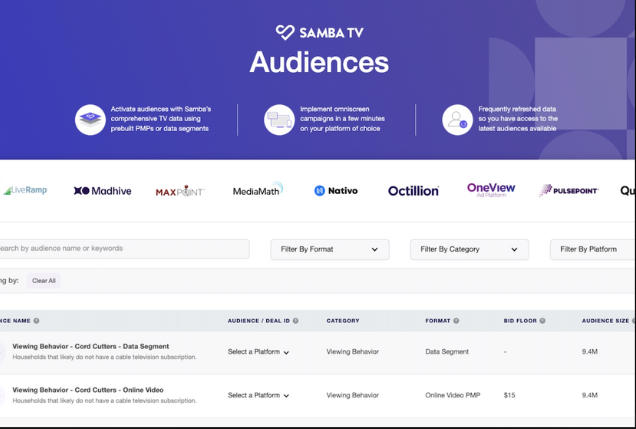 SAMBA TV
Audiences
Activate audiences with Samba's
comprehensive TV data using
prebuilt PMPs or data segments
Implement omniscreen
campaigns in a few minutes
on your platform of choice
Frequently refreshed data
so you have access to the
latest audiences available
LiveRamp
Madhive
MAXPOINT
MediaMath
Nativo
Octillion
OneView
Ad Platform
PULSEPOINT
Qu
earch by audience name or keywords
Filter By Format
Filter By Category
Filter By Platform
ng by:
Clear All
NCE NAME
AUDIENCE / DEAL ID
CATEGORY
FORMAT
BID FLOOR
AUDIENCE SIZE
Viewing Behavior - Cord Cutters - Data Segment
Households that likely do not have a cable television subscription.
Select a Platform
Viewing Behavior
Data Segment
-
9.4M
Viewing Behavior - Cord Cutters - Online Video
Households that likely do not have a cable television subscription.
Select a Platform
Viewing Behavior
Online Video PMP
$15
9.4M